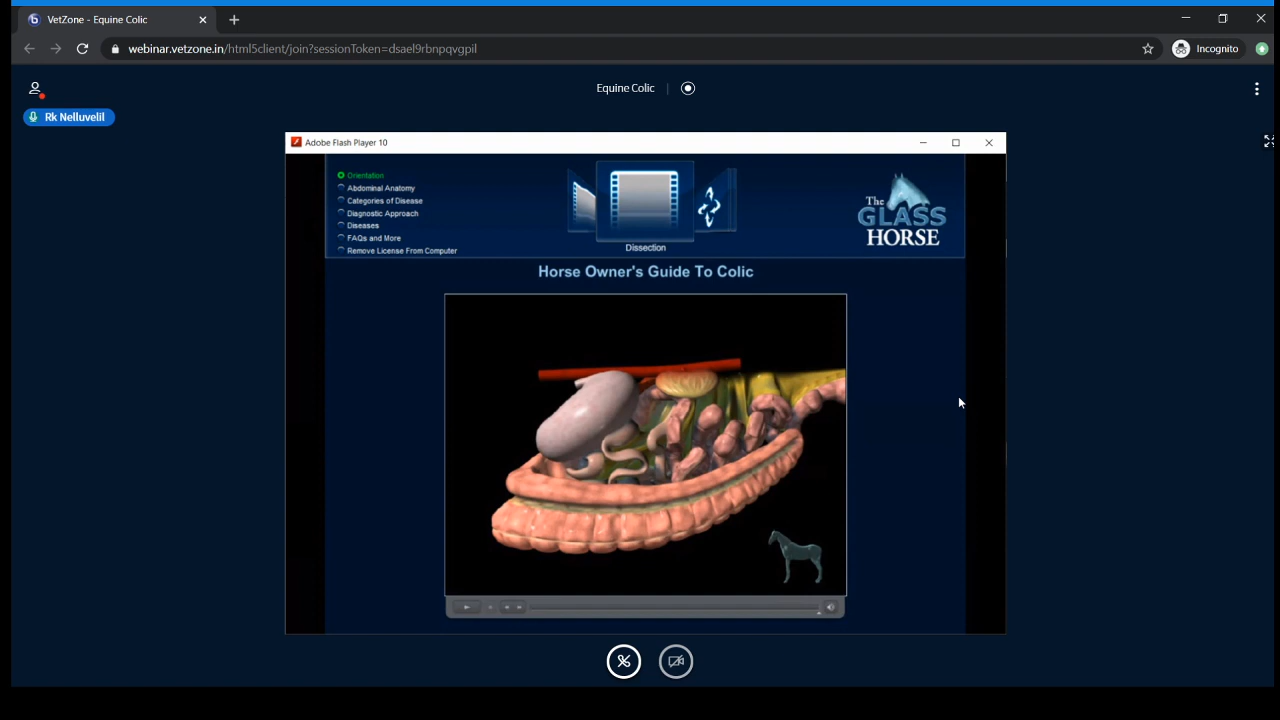 VetZone - Equine Colic
webinar.vetzone.in/html5client/join?sessionToken=dsael9rbnpqvgpil
Incognito
Equine Colic
Rk Nelluvelil
Adobe Flash Player 10
Orientation
Abdominal Anatomy
Categories of Disease
Diagnostic Approach
Diseases
FAQs and More
Remove License From Computer
Dissection
The
GLASS
HORSE
Horse Owner's Guide To Colic